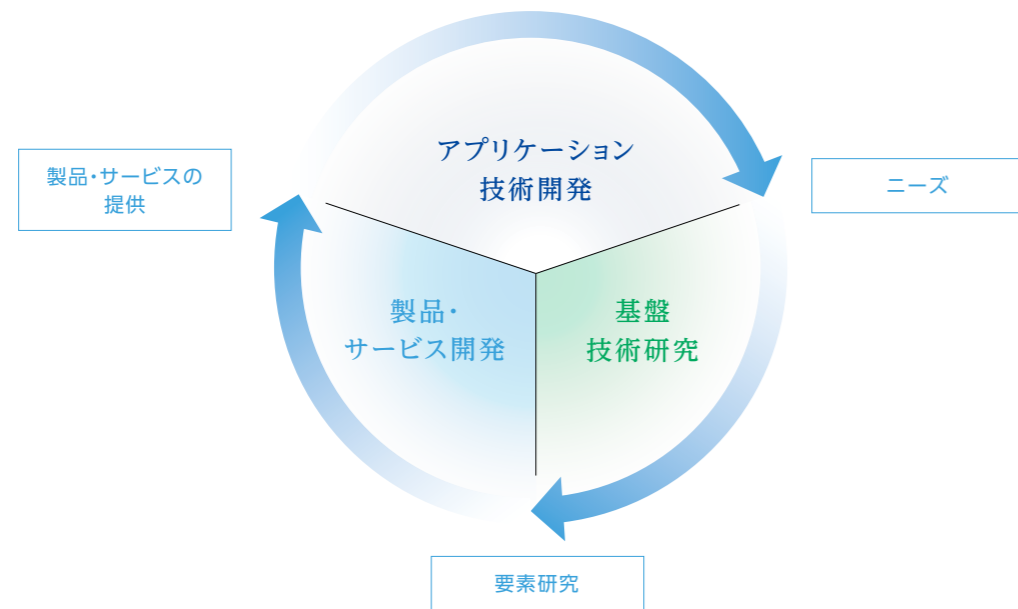 アプリケーション
技術開発
製品・サービスの
提供
ニーズ
製品・
サービス開発
基盤
技術研究
要素研究